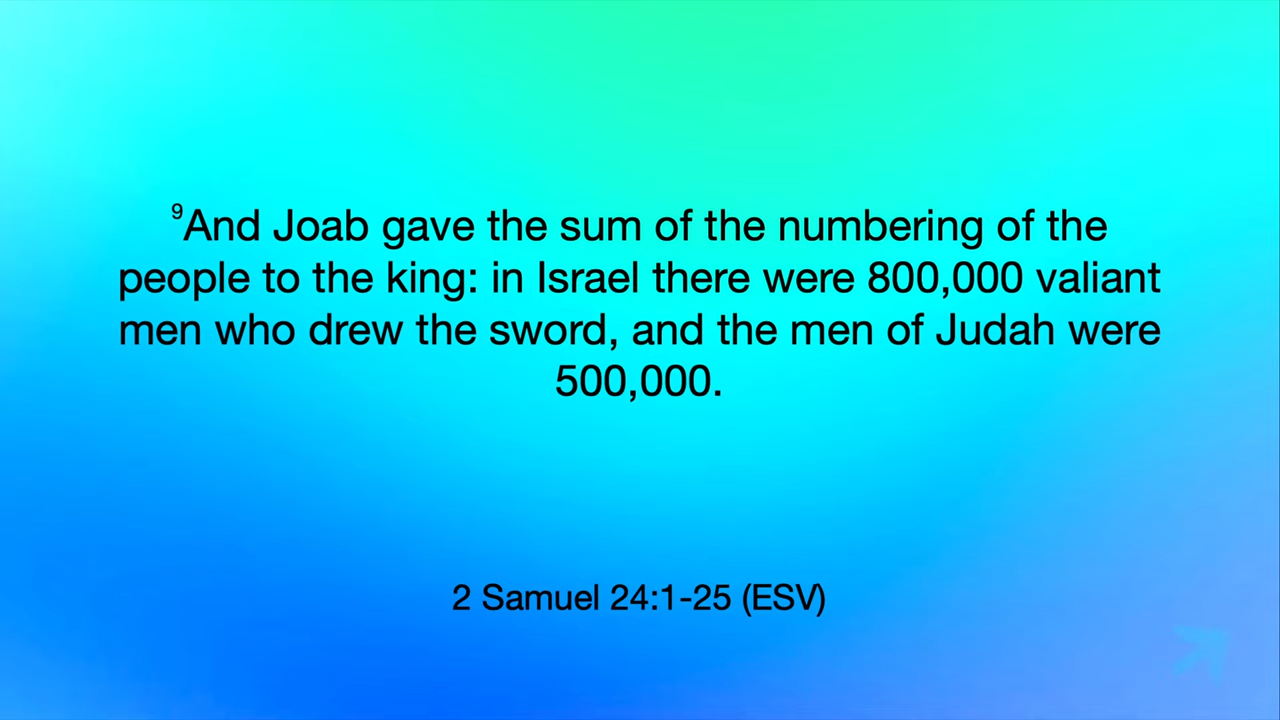 9And Joab gave the sum of the numbering of the
people to the king: in Israel there were 800,000 valiant
men who drew the sword, and the men of Judah were
500,000.
2 Samuel 24:1-25 (ESV)